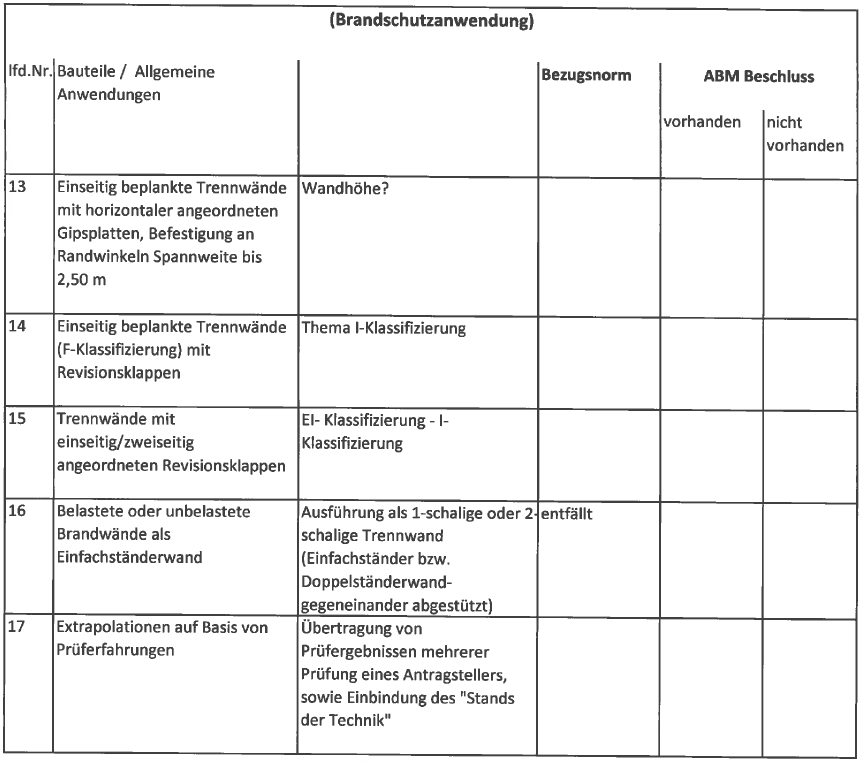 (Brandschutzanwendung)
lfd.Nr. Bauteile / Allgemeine Anwendungen
Bezugsnorm
ABM Beschluss
vorhanden
nicht
vorhanden
13
Einseitig beplankte Trennwände
mit horizontaler angeordneten
Gipsplatten, Befestigung an
Randwinkeln Spannweite bis
2,50 m
Wandhöhe?
14
Einseitig beplankte Trennwände
(F-Klassifizierung) mit
Revisionsklappen
Thema I-Klassifizierung
15
Trennwände mit
einseitig/zweiseitig
angeordneten Revisionsklappen
EI- Klassifizierung - I-
Klassifizierung
16
Belastete oder unbelastete
Brandwände als
Einfachständerwand
Ausführung als 1-schalige oder 2-
schalige Trennwand
(Einfachständer bzw.
Doppelständerwand-
gegeneinander abgestützt)
entfällt
17
Extrapolationen auf Basis von
Prüferfahrungen
Übertragung von
Prüfergebnissen mehrerer
Prüfung eines Antragstellers,
sowie Einbindung des "Stands
der Technik"